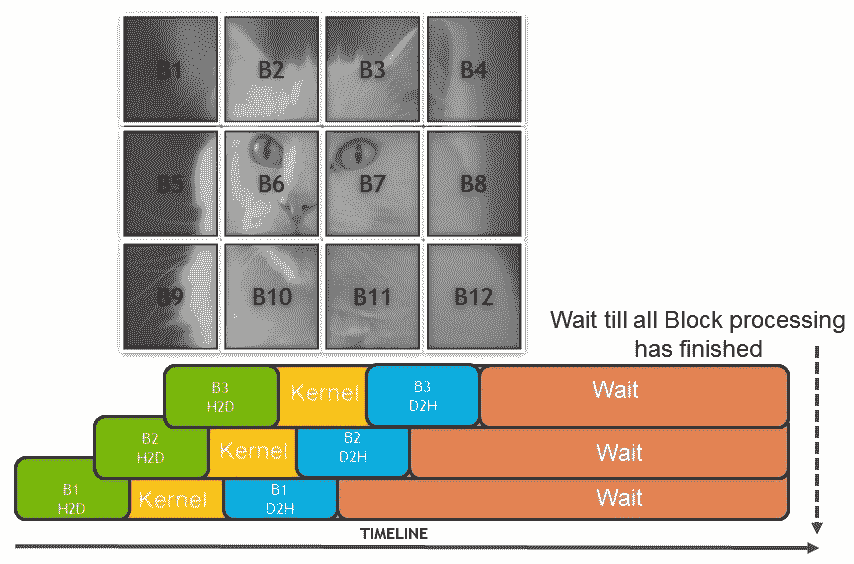 B1 B2 B3 B4
B5 B6 B7 B8
B9 B10 B11 B12
Wait till all Block processing
has finished
B3
H2D
Kernel
B3
D2H
Wait
B2
H2D
Kernel
B2
D2H
Wait
B1
H2D
Kernel
B1
D2H
Wait
TIMELINE